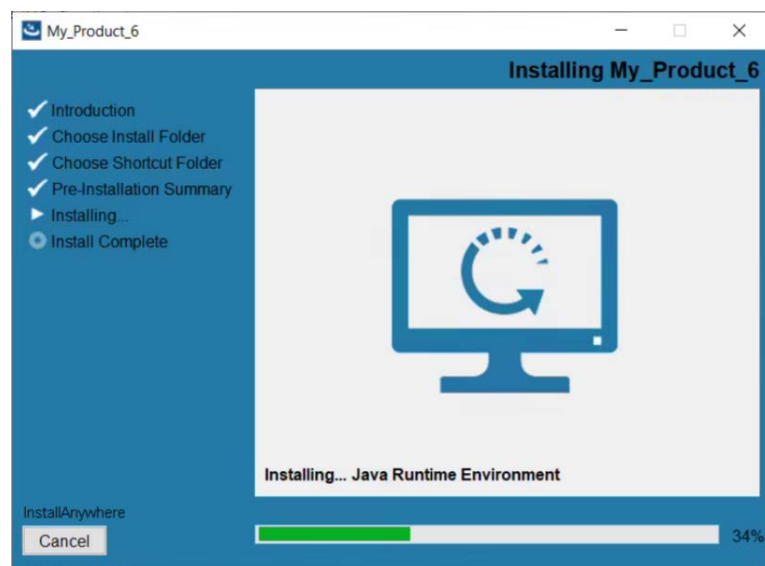 My_Product_6
Installing My_Product_6
Introduction
Choose Install Folder
Choose Shortcut Folder
Pre-Installation Summary
Installing...
Install Complete
Installing... Java Runtime Environment
InstallAnywhere
Cancel
34%